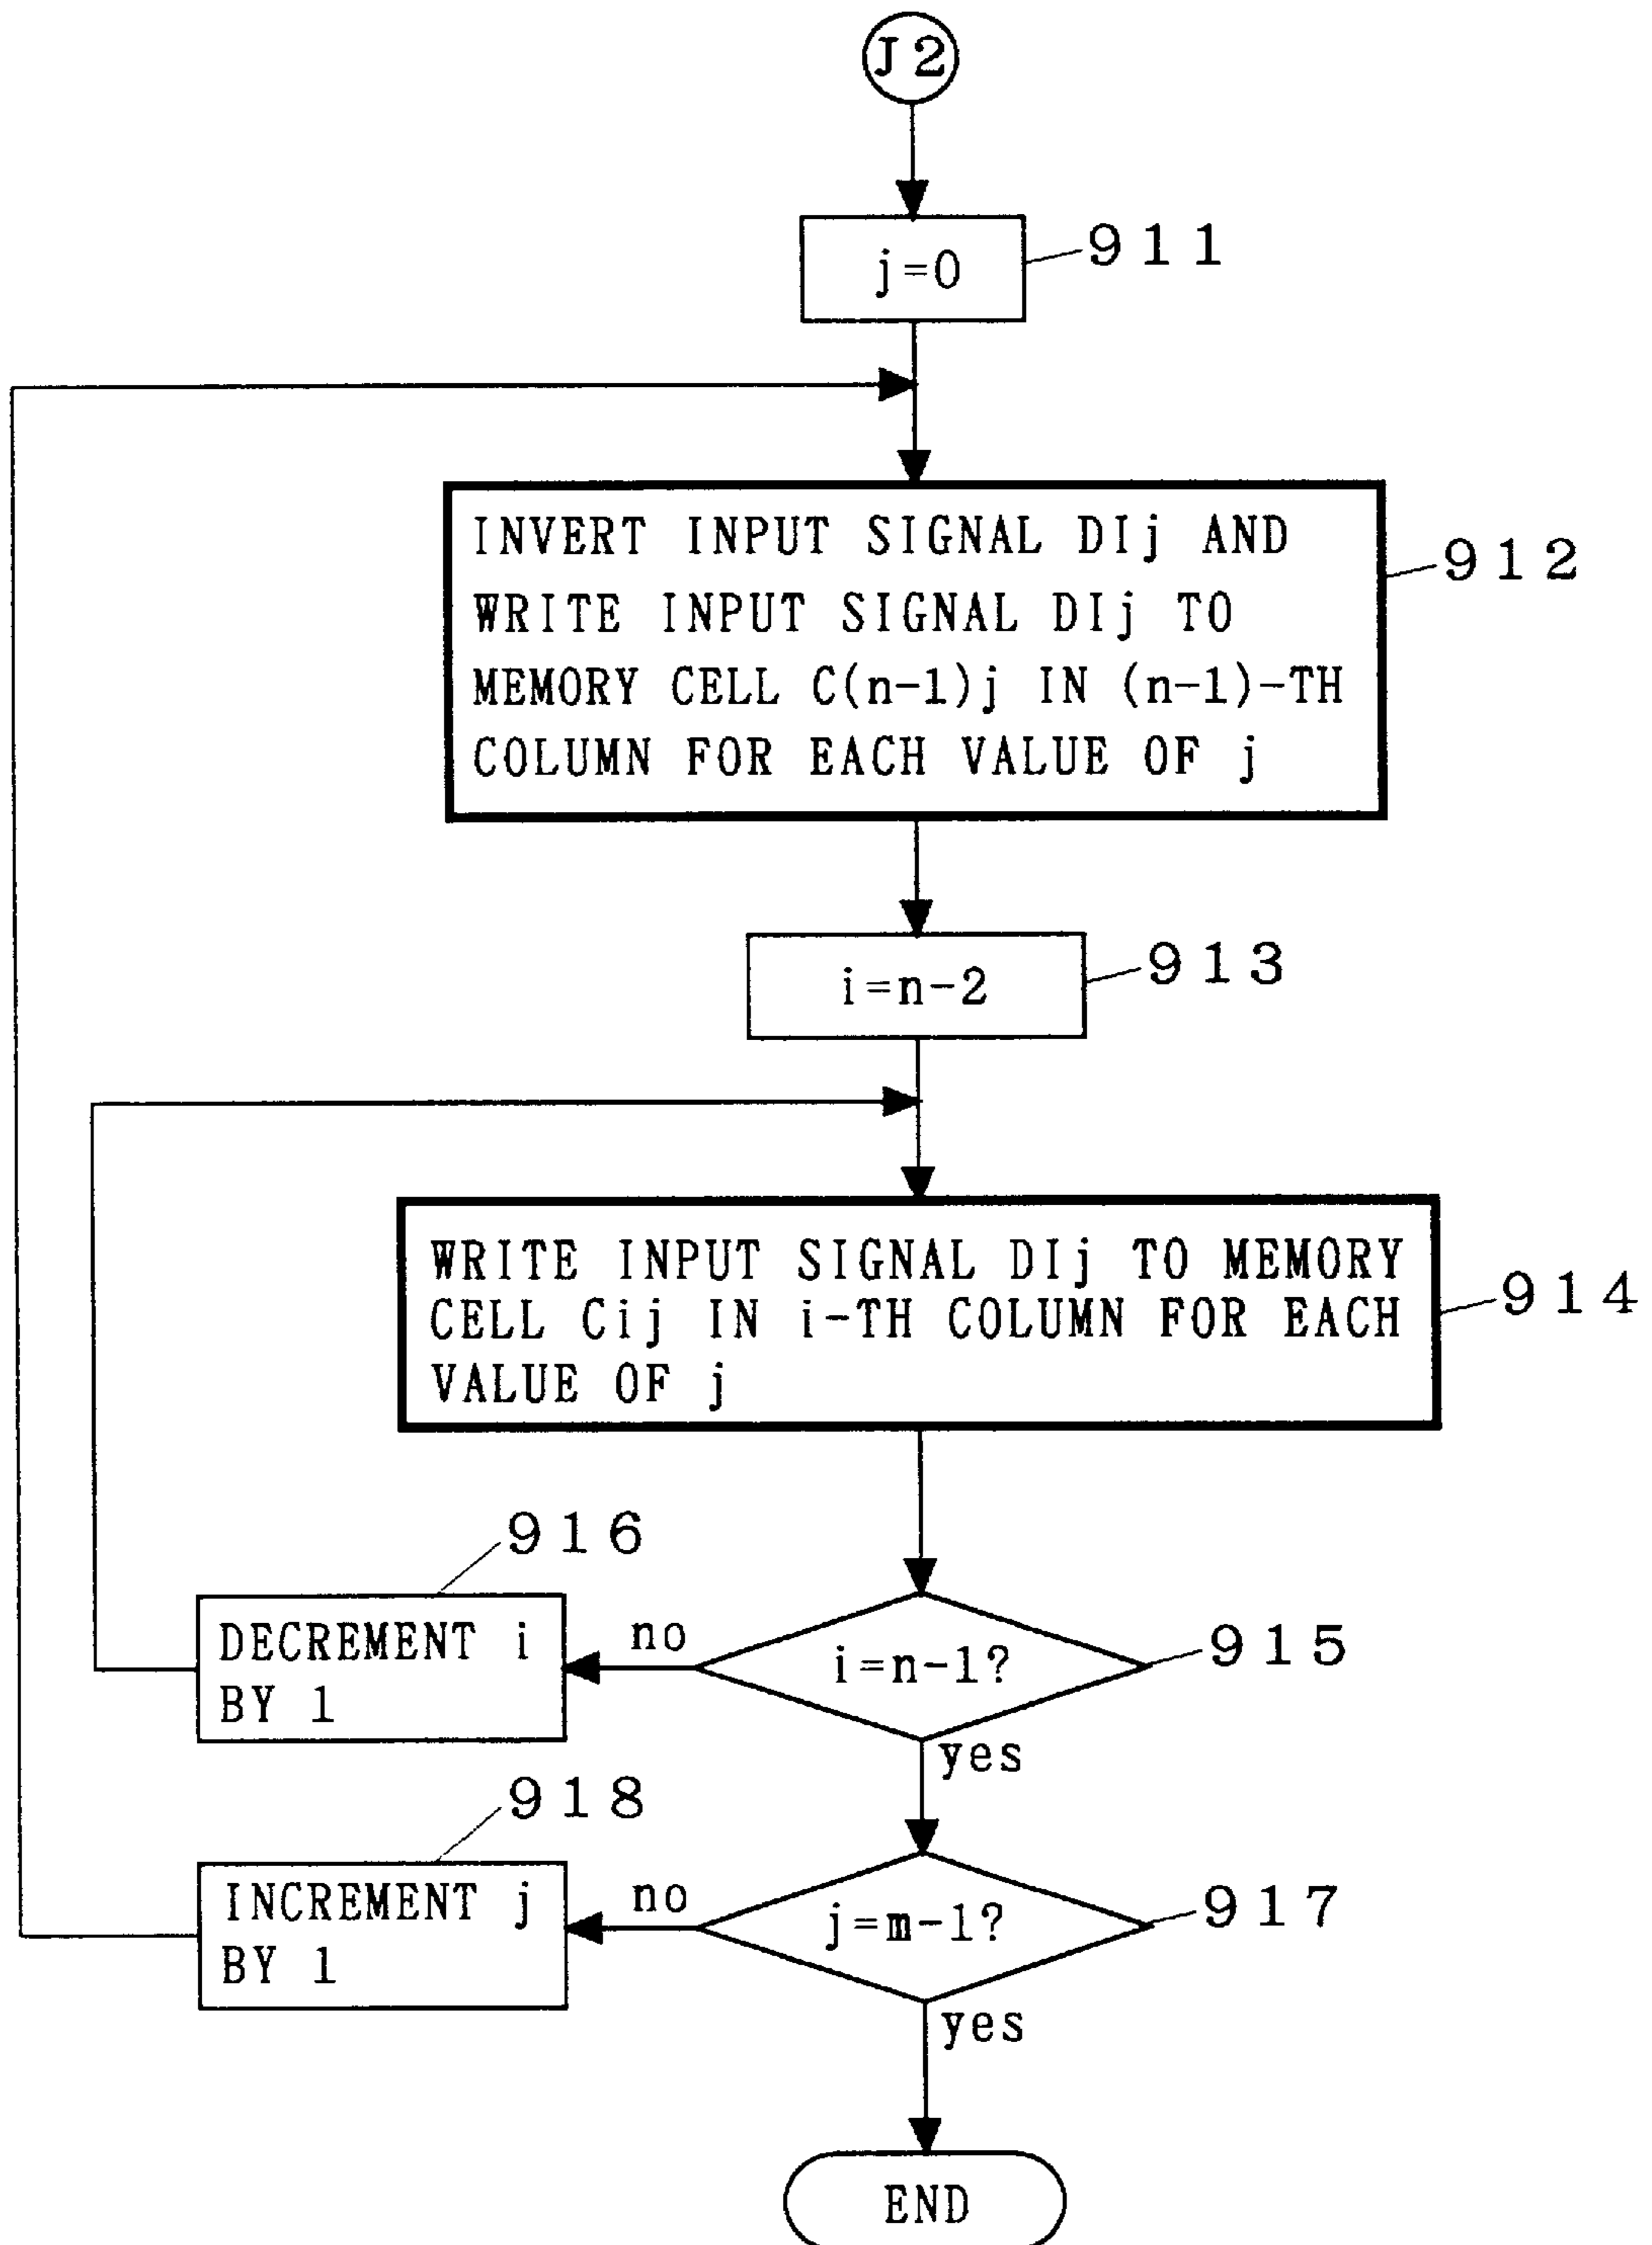 J2
j=0
911
INVERT INPUT SIGNAL DIj AND
WRITE INPUT SIGNAL DIj TO
MEMORY CELL C(n-1)j IN (n-1)-TH
COLUMN FOR EACH VALUE OF j
912
i=n-2
913
WRITE INPUT SIGNAL DIj TO MEMORY
CELL Cij IN i-TH COLUMN FOR EACH
VALUE OF j
914
916
DECREMENT i
BY 1
no
i=n-1?
915
yes
918
INCREMENT j
BY 1
no
j=m-1?
917
yes
END